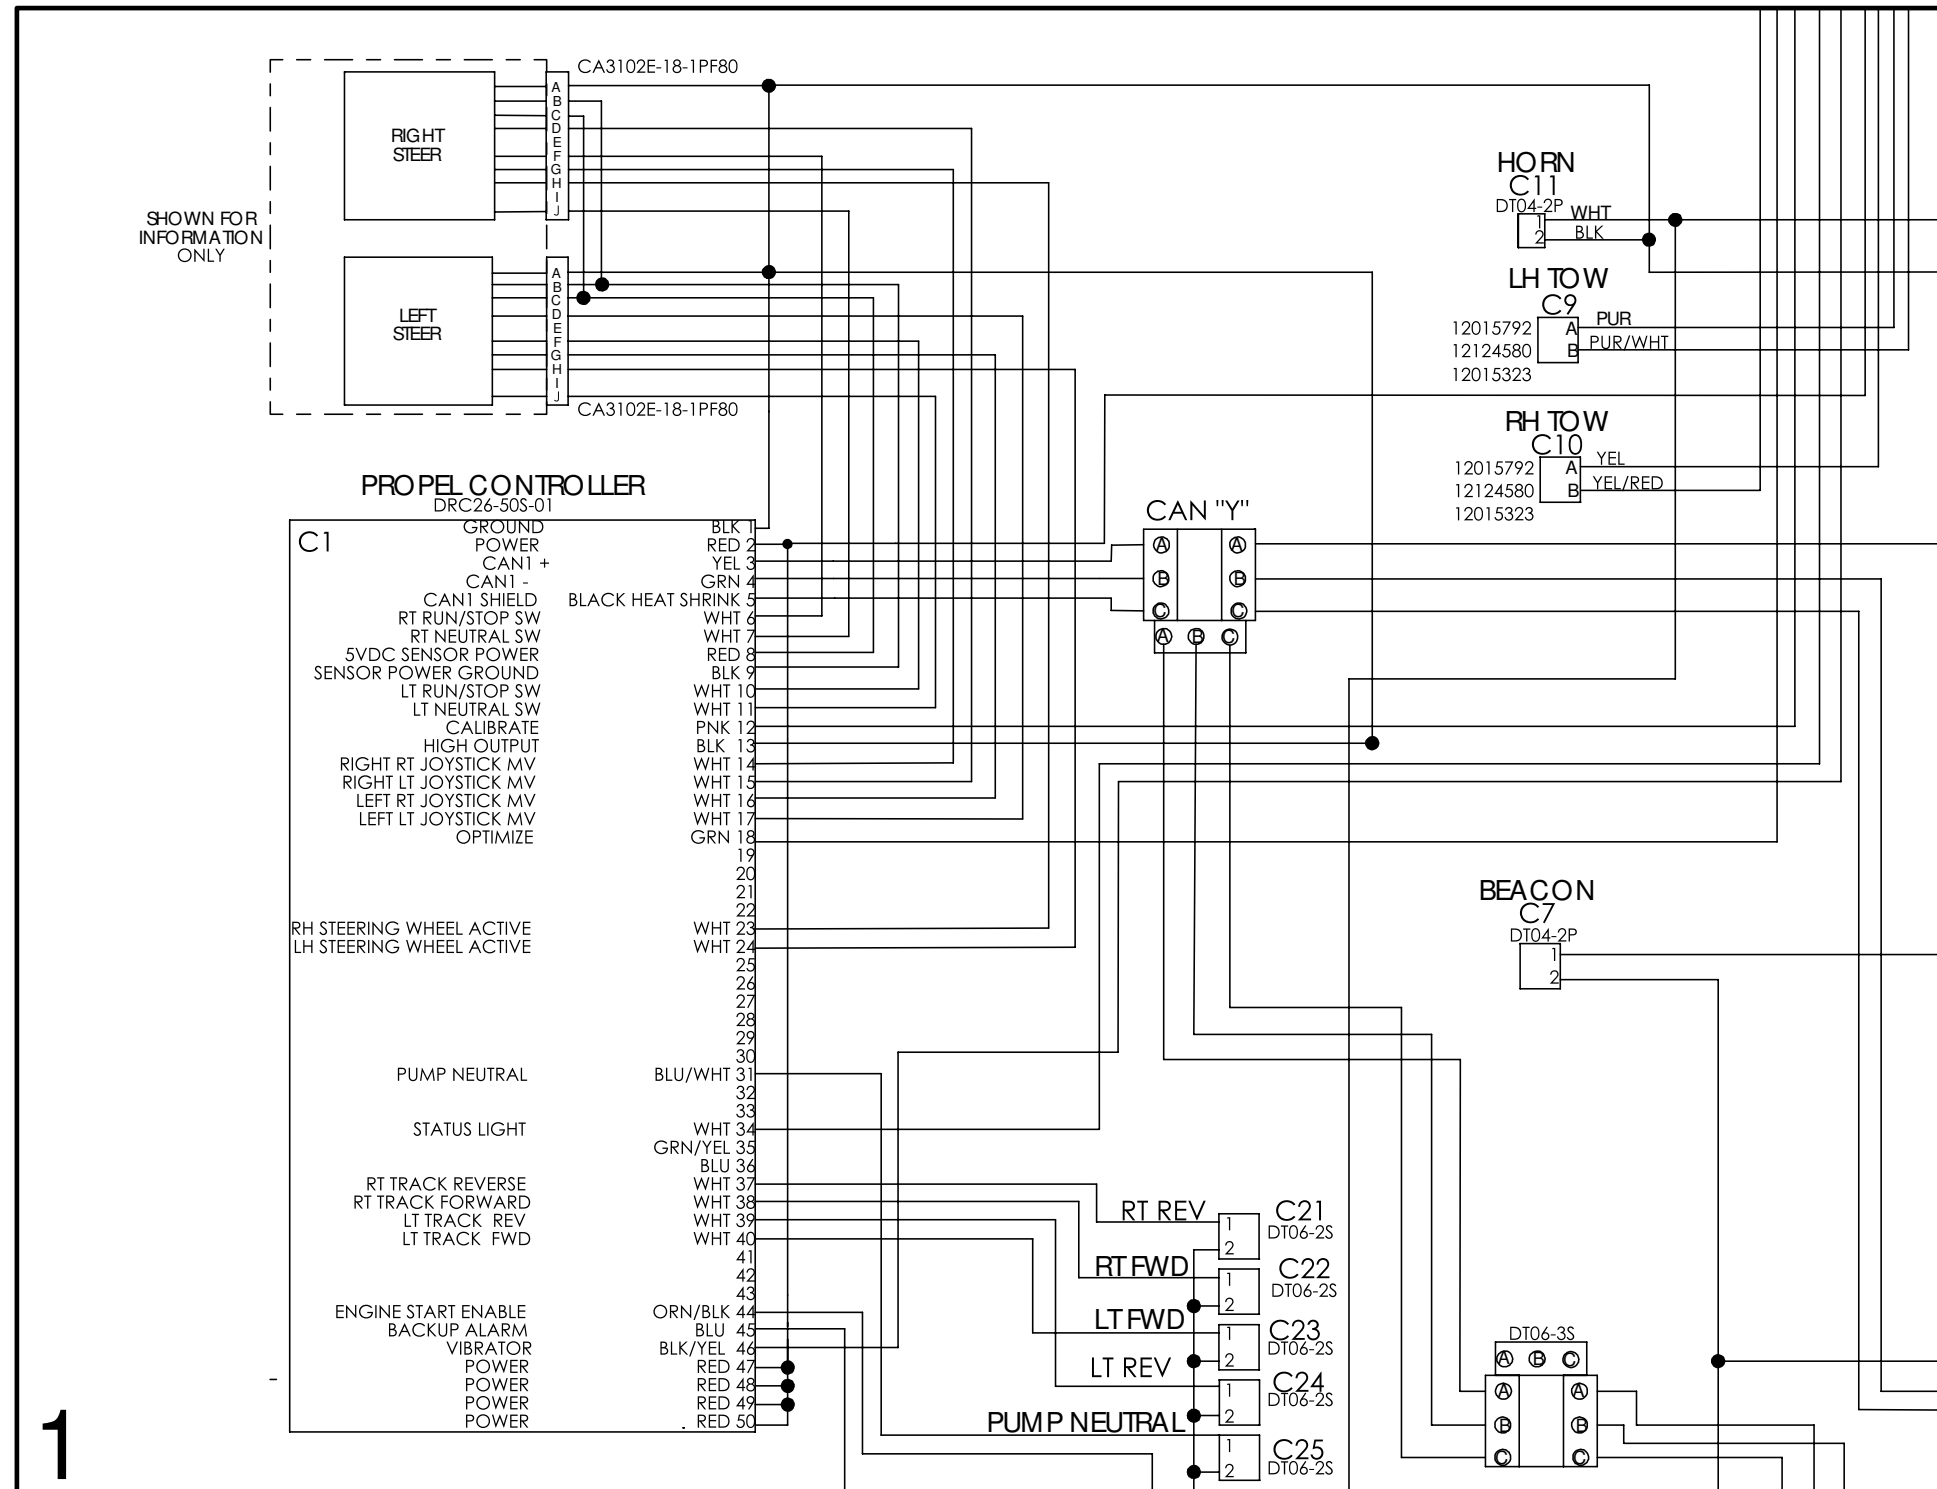 CA3102E-18-1PF80
RIGHT
STEER
A
B
C
D
E
F
G
H
I
J
SHOWN FOR
INFORMATION
ONLY
LEFT
STEER
A
B
C
D
E
F
G
H
I
J
CA3102E-18-1PF80
HORN
C11
DT04-2P
1 WHT
2 BLK
LH TOW
C9
12015792 A PUR
12124580 B PUR/WHT
12015323
RH TOW
C10
12015792 A YEL
12124580 B YEL/RED
12015323
PROPEL CONTROLLER
DRC26-50S-01
C1
GROUND BLK 1
POWER RED 2
CAN1 + YEL 3
CAN1 - GRN 4
CAN1 SHIELD BLACK HEAT SHRINK 5
RT RUN/STOP SW WHT 6
RT NEUTRAL SW WHT 7
5VDC SENSOR POWER RED 8
SENSOR POWER GROUND BLK 9
LT RUN/STOP SW WHT 10
LT NEUTRAL SW WHT 11
CALIBRATE PNK 12
HIGH OUTPUT BLK 13
RIGHT RT JOYSTICK MV WHT 14
RIGHT LT JOYSTICK MV WHT 15
LEFT RT JOYSTICK MV WHT 16
LEFT LT JOYSTICK MV WHT 17
OPTIMIZE GRN 18
19
20
21
22
RH STEERING WHEEL ACTIVE WHT 23
LH STEERING WHEEL ACTIVE WHT 24
25
26
27
28
29
30
PUMP NEUTRAL BLU/WHT 31
32
33
STATUS LIGHT WHT 34
GRN/YEL 35
BLU 36
RT TRACK REVERSE WHT 37
RT TRACK FORWARD WHT 38
LT TRACK REV WHT 39
LT TRACK FWD WHT 40
41
42
43
ENGINE START ENABLE ORN/BLK 44
BACKUP ALARM BLU 45
VIBRATOR BLK/YEL 46
POWER RED 47
POWER RED 48
POWER RED 49
POWER RED 50
CAN "Y"
A A
B B
C C
A B C
BEACON
C7
DT04-2P
1
2
RT REV 1 2 C21
DT06-2S
RT FWD 1 2 C22
DT06-2S
LT FWD 1 2 C23
DT06-2S
LT REV 1 2 C24
DT06-2S
PUMP NEUTRAL 1 2 C25
DT06-2S
DT06-3S
A B C
A A
B B
C C
1